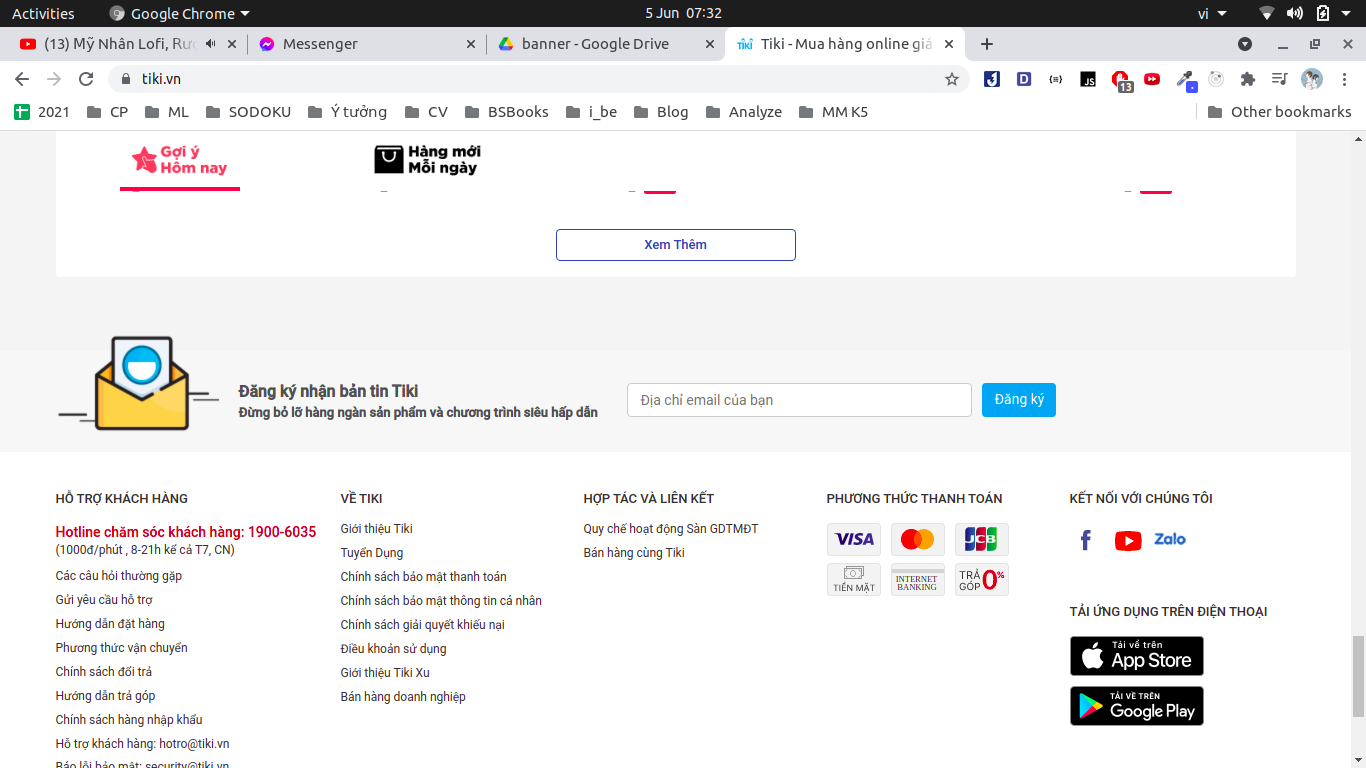 Activities
Google Chrome
5 Jun 07:32
vi
(13) Mỹ Nhân Lofi, Rượ
Messenger
banner - Google Drive
Tiki - Mua hàng online giá
tiki.vn
13
JS
2021
CP
ML
SODOKU
Ý tưởng
CV
BSBooks
i_be
Blog
Analyze
MM K5
Other bookmarks
Gợi ý
Hôm nay
Hàng mới
Mỗi ngày
Xem Thêm
Đăng ký nhận bản tin Tiki
Đừng bỏ lỡ hàng ngàn sản phẩm và chương trình siêu hấp dẫn
Địa chỉ email của bạn
Đăng ký
HỖ TRỢ KHÁCH HÀNG
Hotline chăm sóc khách hàng: 1900-6035
(1000đ/phút , 8-21h kể cả T7, CN)
Các câu hỏi thường gặp
Gửi yêu cầu hỗ trợ
Hướng dẫn đặt hàng
Phương thức vận chuyển
Chính sách đổi trả
Hướng dẫn trả góp
Chính sách hàng nhập khẩu
Hỗ trợ khách hàng: hotro@tiki.vn
Báo lỗi bảo mật: security@tiki.vn
VỀ TIKI
Giới thiệu Tiki
Tuyển Dụng
Chính sách bảo mật thanh toán
Chính sách bảo mật thông tin cá nhân
Chính sách giải quyết khiếu nại
Điều khoản sử dụng
Giới thiệu Tiki Xu
Bán hàng doanh nghiệp
HỢP TÁC VÀ LIÊN KẾT
Quy chế hoạt động Sàn GDTMĐT
Bán hàng cùng Tiki
PHƯƠNG THỨC THANH TOÁN
VISA
JCB
TIỀN MẶT
INTERNET
BANKING
TRẢ
GÓP 0%
KẾT NỐI VỚI CHÚNG TÔI
Zalo
TẢI ỨNG DỤNG TRÊN ĐIỆN THOẠI
Tải về trên
App Store
TẢI VỀ TRÊN
Google Play